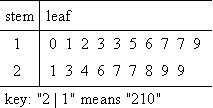 stem leaf
1 0 1 2 3 3 5 6 7 7 9
2 1 3 4 6 7 7 8 9 9
key: "2 | 1" means "210"